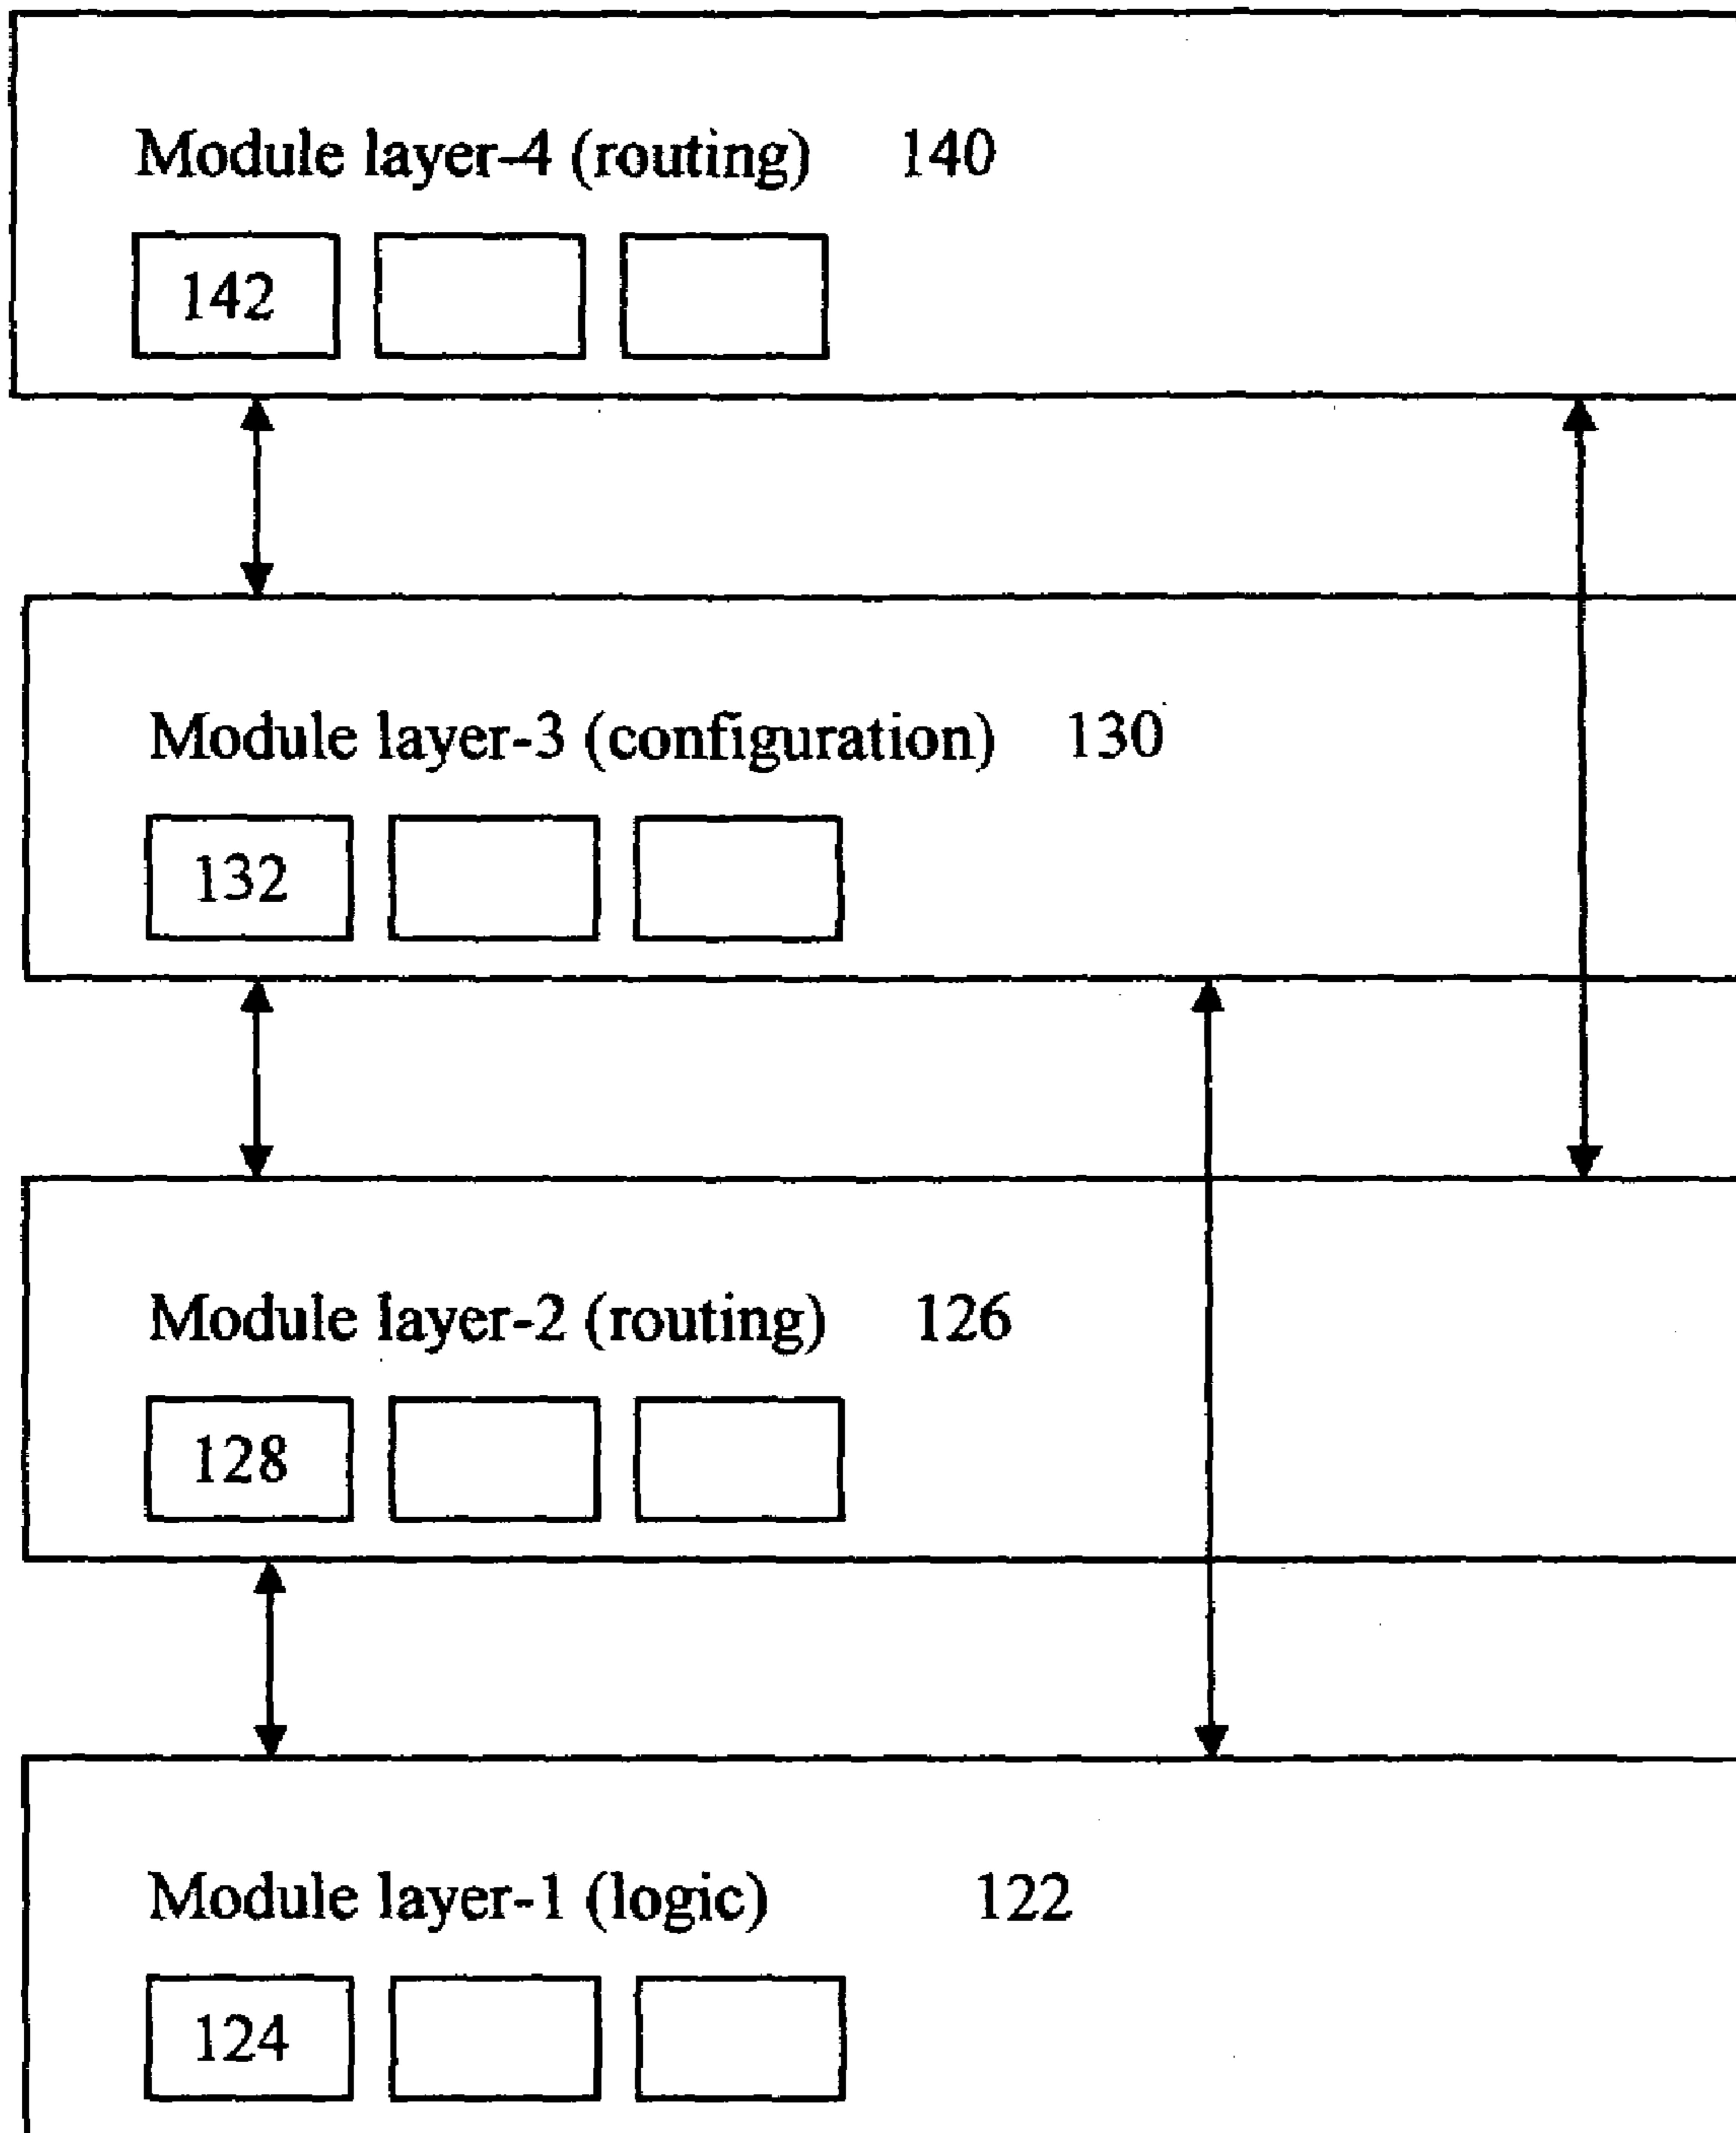 Module layer-4 (routing) 140
142
Module layer-3 (configuration) 130
132
Module layer-2 (routing) 126
128
Module layer-1 (logic) 122
124